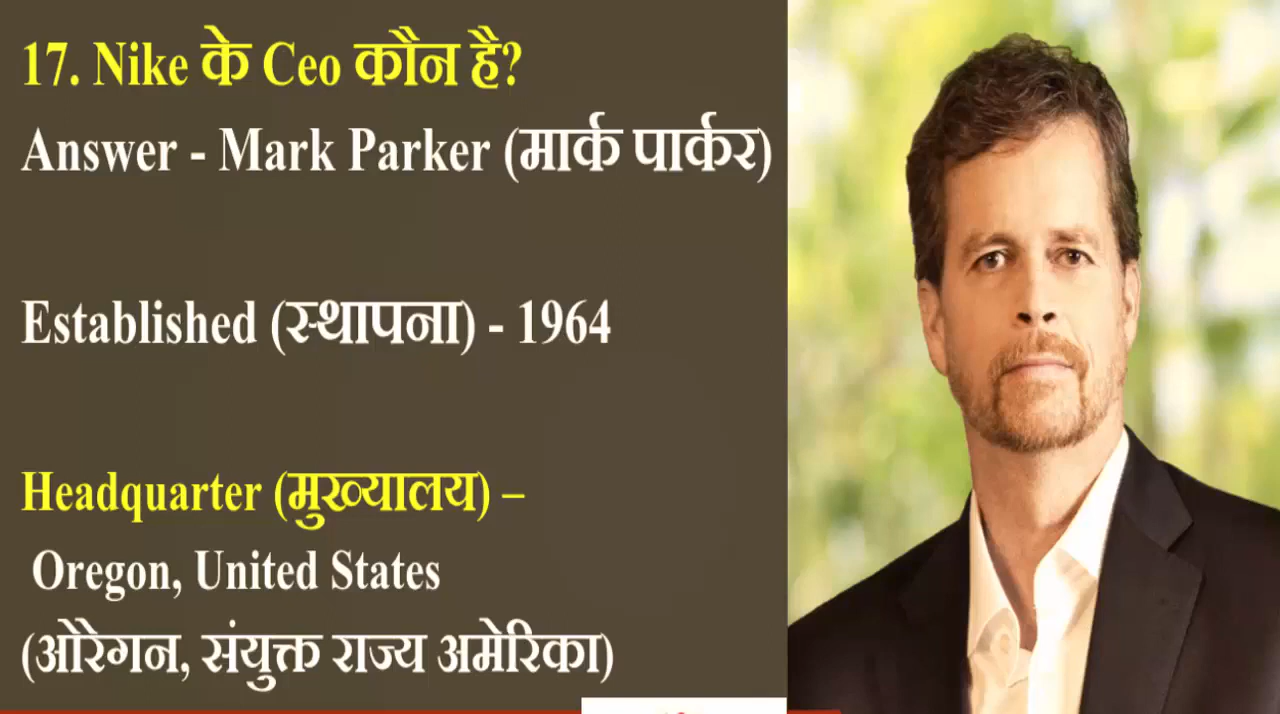 17. Nike के Ceo कौन है?
Answer - Mark Parker (मार्क पार्कर)
Established (स्थापना) - 1964
Headquarter (मुख्यालय) –
Oregon, United States
(ओरेगन, संयुक्त राज्य अमेरिका)